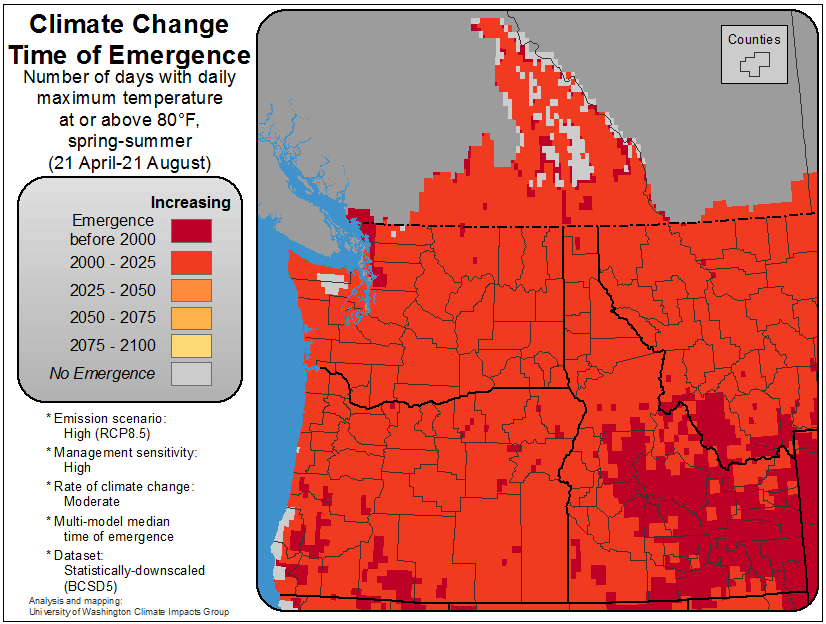 Climate Change
Time of Emergence
Number of days with daily
maximum temperature
at or above 80°F,
spring-summer
(21 April-21 August)
Increasing
Emergence
before 2000
2000 - 2025
2025 - 2050
2050 - 2075
2075 - 2100
No Emergence
* Emission scenario:
High (RCP8.5)
* Management sensitivity:
High
* Rate of climate change:
Moderate
* Multi-model median
time of emergence
* Dataset:
Statistically-downscaled
(BCSD5)
Analysis and mapping:
University of Washington Climate Impacts Group
Counties